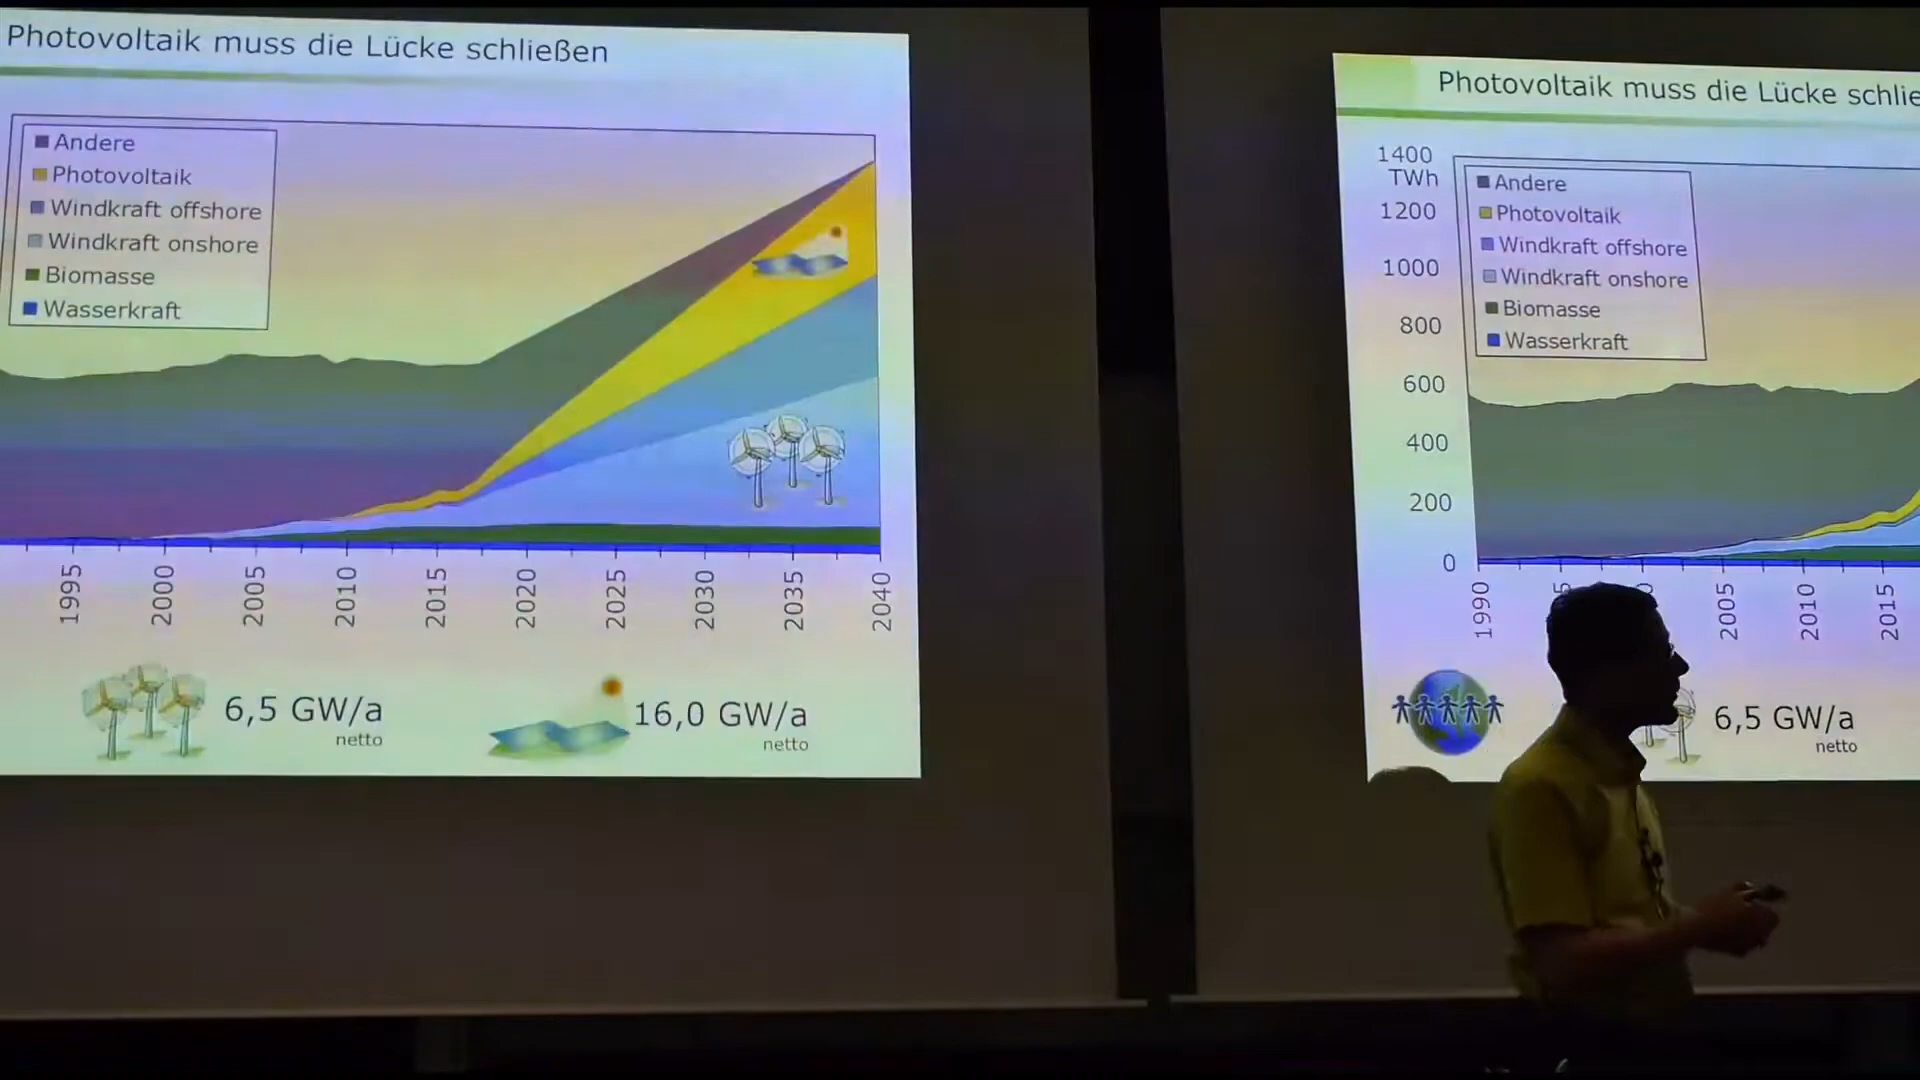 Photovoltaik muss die Lücke schließen
Andere
Photovoltaik
Windkraft offshore
Windkraft onshore
Biomasse
Wasserkraft
1995 2000 2005 2010 2015 2020 2025 2030 2035 2040
6,5 GW/a
netto
16,0 GW/a
netto
Photovoltaik muss die Lücke schlie
1400
TWh
1200
1000
800
600
400
200
0
Andere
Photovoltaik
Windkraft offshore
Windkraft onshore
Biomasse
Wasserkraft
1990 2005 2010 2015
6,5 GW/a
netto